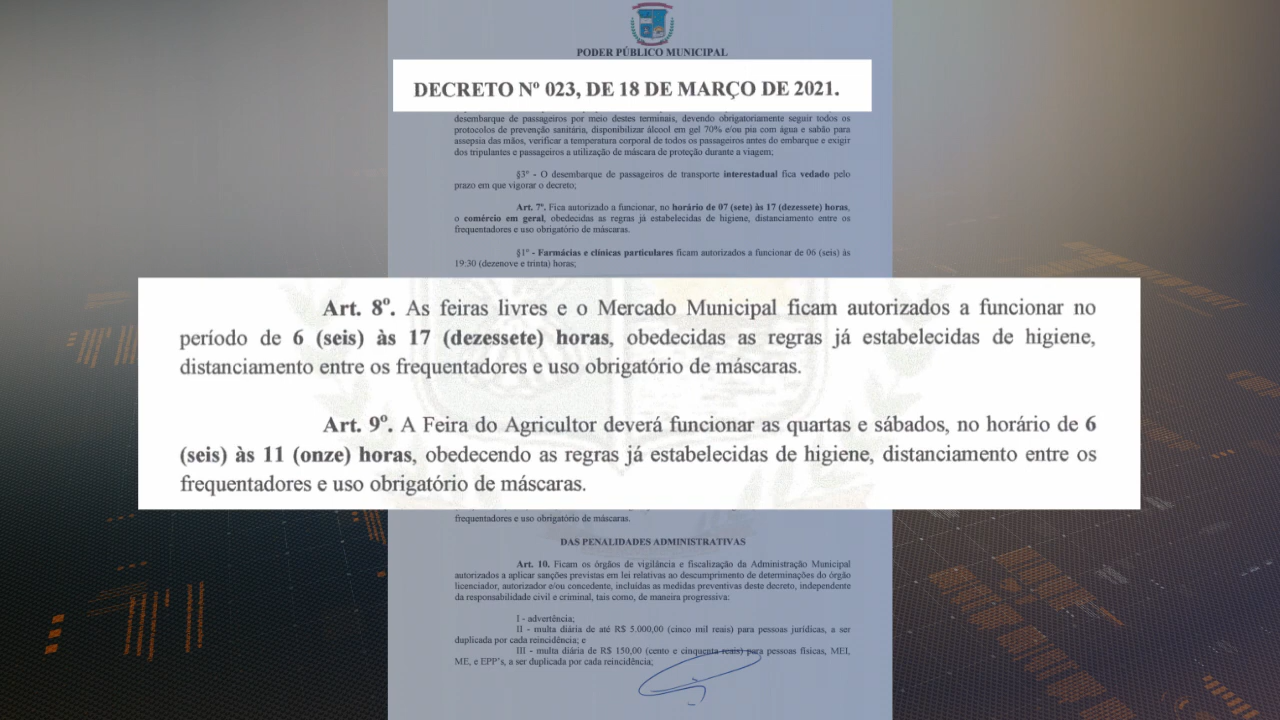 PODER PÚBLICO MUNICIPAL
DECRETO Nº 023, DE 18 DE MARÇO DE 2021.
desembarque de passageiros por meio destes terminais, devendo obrigatoriamente seguir todos os
protocolos de prevenção sanitária, disponibilizar álcool em gel 70% e/ou pia com água e sabão para
assepsia das mãos, verificar a temperatura corporal de todos os passageiros antes do embarque e exigir
dos tripulantes e passageiros a utilização de máscara de proteção durante a viagem;
§3º - O desembarque de passageiros de transporte interestadual fica vedado pelo
prazo em que vigorar o decreto;
Art. 7º. Fica autorizado a funcionar, no horário de 07 (sete) às 17 (dezessete) horas,
o comércio em geral, obedecidas as regras já estabelecidas de higiene, distanciamento entre os
frequentadores e uso obrigatório de máscaras.
§1º - Farmácias e clínicas particulares ficam autorizados a funcionar de 06 (seis) às
19:30 (dezenove e trinta) horas;
Art. 8º. As feiras livres e o Mercado Municipal ficam autorizados a funcionar no
período de 6 (seis) às 17 (dezessete) horas, obedecidas as regras já estabelecidas de higiene,
distanciamento entre os frequentadores e uso obrigatório de máscaras.
Art. 9º. A Feira do Agricultor deverá funcionar as quartas e sábados, no horário de 6
(seis) às 11 (onze) horas, obedecendo as regras já estabelecidas de higiene, distanciamento entre os
frequentadores e uso obrigatório de máscaras.
frequentadores e uso obrigatório de máscaras.
DAS PENALIDADES ADMINISTRATIVAS
Art. 10. Ficam os órgãos de vigilância e fiscalização da Administração Municipal
autorizados a aplicar sanções previstas em lei relativas ao descumprimento de determinações do órgão
licenciador, autorizador e/ou concedente, incluídas as medidas preventivas deste decreto, independente
da responsabilidade civil e criminal, tais como, de maneira progressiva:
I - advertência;
II - multa diária de até R$ 5.000,00 (cinco mil reais) para pessoas jurídicas, a ser
duplicada por cada reincidência; e
III - multa diária de R$ 150,00 (cento e cinquenta reais) para pessoas físicas, MEI,
ME, e EPP's, a ser duplicada por cada reincidência;